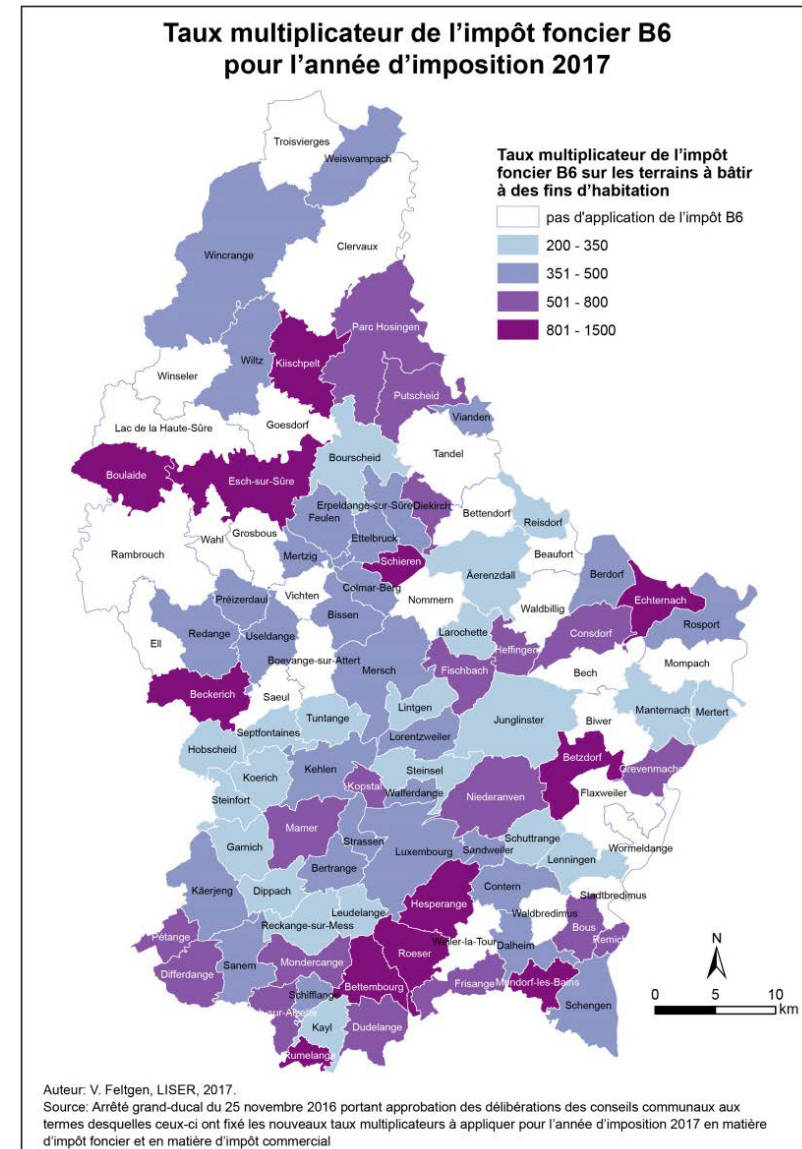 Taux multiplicateur de l'impôt foncier B6
pour l'année d'imposition 2017
Taux multiplicateur de l'impôt
foncier B6 sur les terrains à bâtir
à des fins d'habitation
pas d'application de l'impôt B6
200 - 350
351 - 500
501 - 800
801 - 1500
Troisvierges
Weiswampach
Clervaux
Wincrange
Parc Hosingen
Wiltz
Kiischpelt
Winseler
Putscheid
Vianden
Goesdorf
Lac de la Haute-Sûre
Tandel
Bourscheid
Boulaide
Esch-sur-Sûre
Erpeldange-sur-Sûre
Diekirch
Bettendorf
Reisdorf
Feulen
Grosbous
Ettelbruck
Wahl
Beaufort
Rambrouch
Mertzig
Schieren
Äerenzdall
Berdorf
Echternach
Vichten
Colmar-Berg
Nommern
Préizerdaul
Waldbillig
Bissen
Rosport
Redange
Useldange
Larochette
Consdorf
Ell
Heffingen
Boevange-sur-Attert
Mersch
Fischbach
Bech
Mompach
Beckerich
Saeul
Lintgen
Manternach
Mertert
Tuntange
Junglinster
Biwer
Septfontaines
Hobscheid
Lorentzweiler
Betzdorf
Kehlen
Steinsel
Koerich
Grevenmacher
Kopstal
Walferdange
Flaxweiler
Steinfort
Niederanven
Mamer
Strassen
Schuttrange
Wormeldange
Garnich
Luxembourg
Sandweiler
Lenningen
Bertrange
Contern
Stadtbredimus
Käerjeng
Dippach
Hesperange
Waldbredimus
Leudelange
Bous
Reckange-sur-Mess
Weiler-la-Tour
Remich
Pétange
Roeser
Dalheim
Mondercange
Differdange
Sanem
Bettembourg
Frisange
Mondorf-les-Bains
Schifflange
Schengen
Kayl
Dudelange
Rumelange
N
0 5 10
km
Auteur: V. Feltgen, LISER, 2017.
Source: Arrêté grand-ducal du 25 novembre 2016 portant approbation des délibérations des conseils communaux aux
termes desquelles ceux-ci ont fixé les nouveaux taux multiplicateurs à appliquer pour l'année d'imposition 2017 en matière
d'impôt foncier et en matière d'impôt commercial